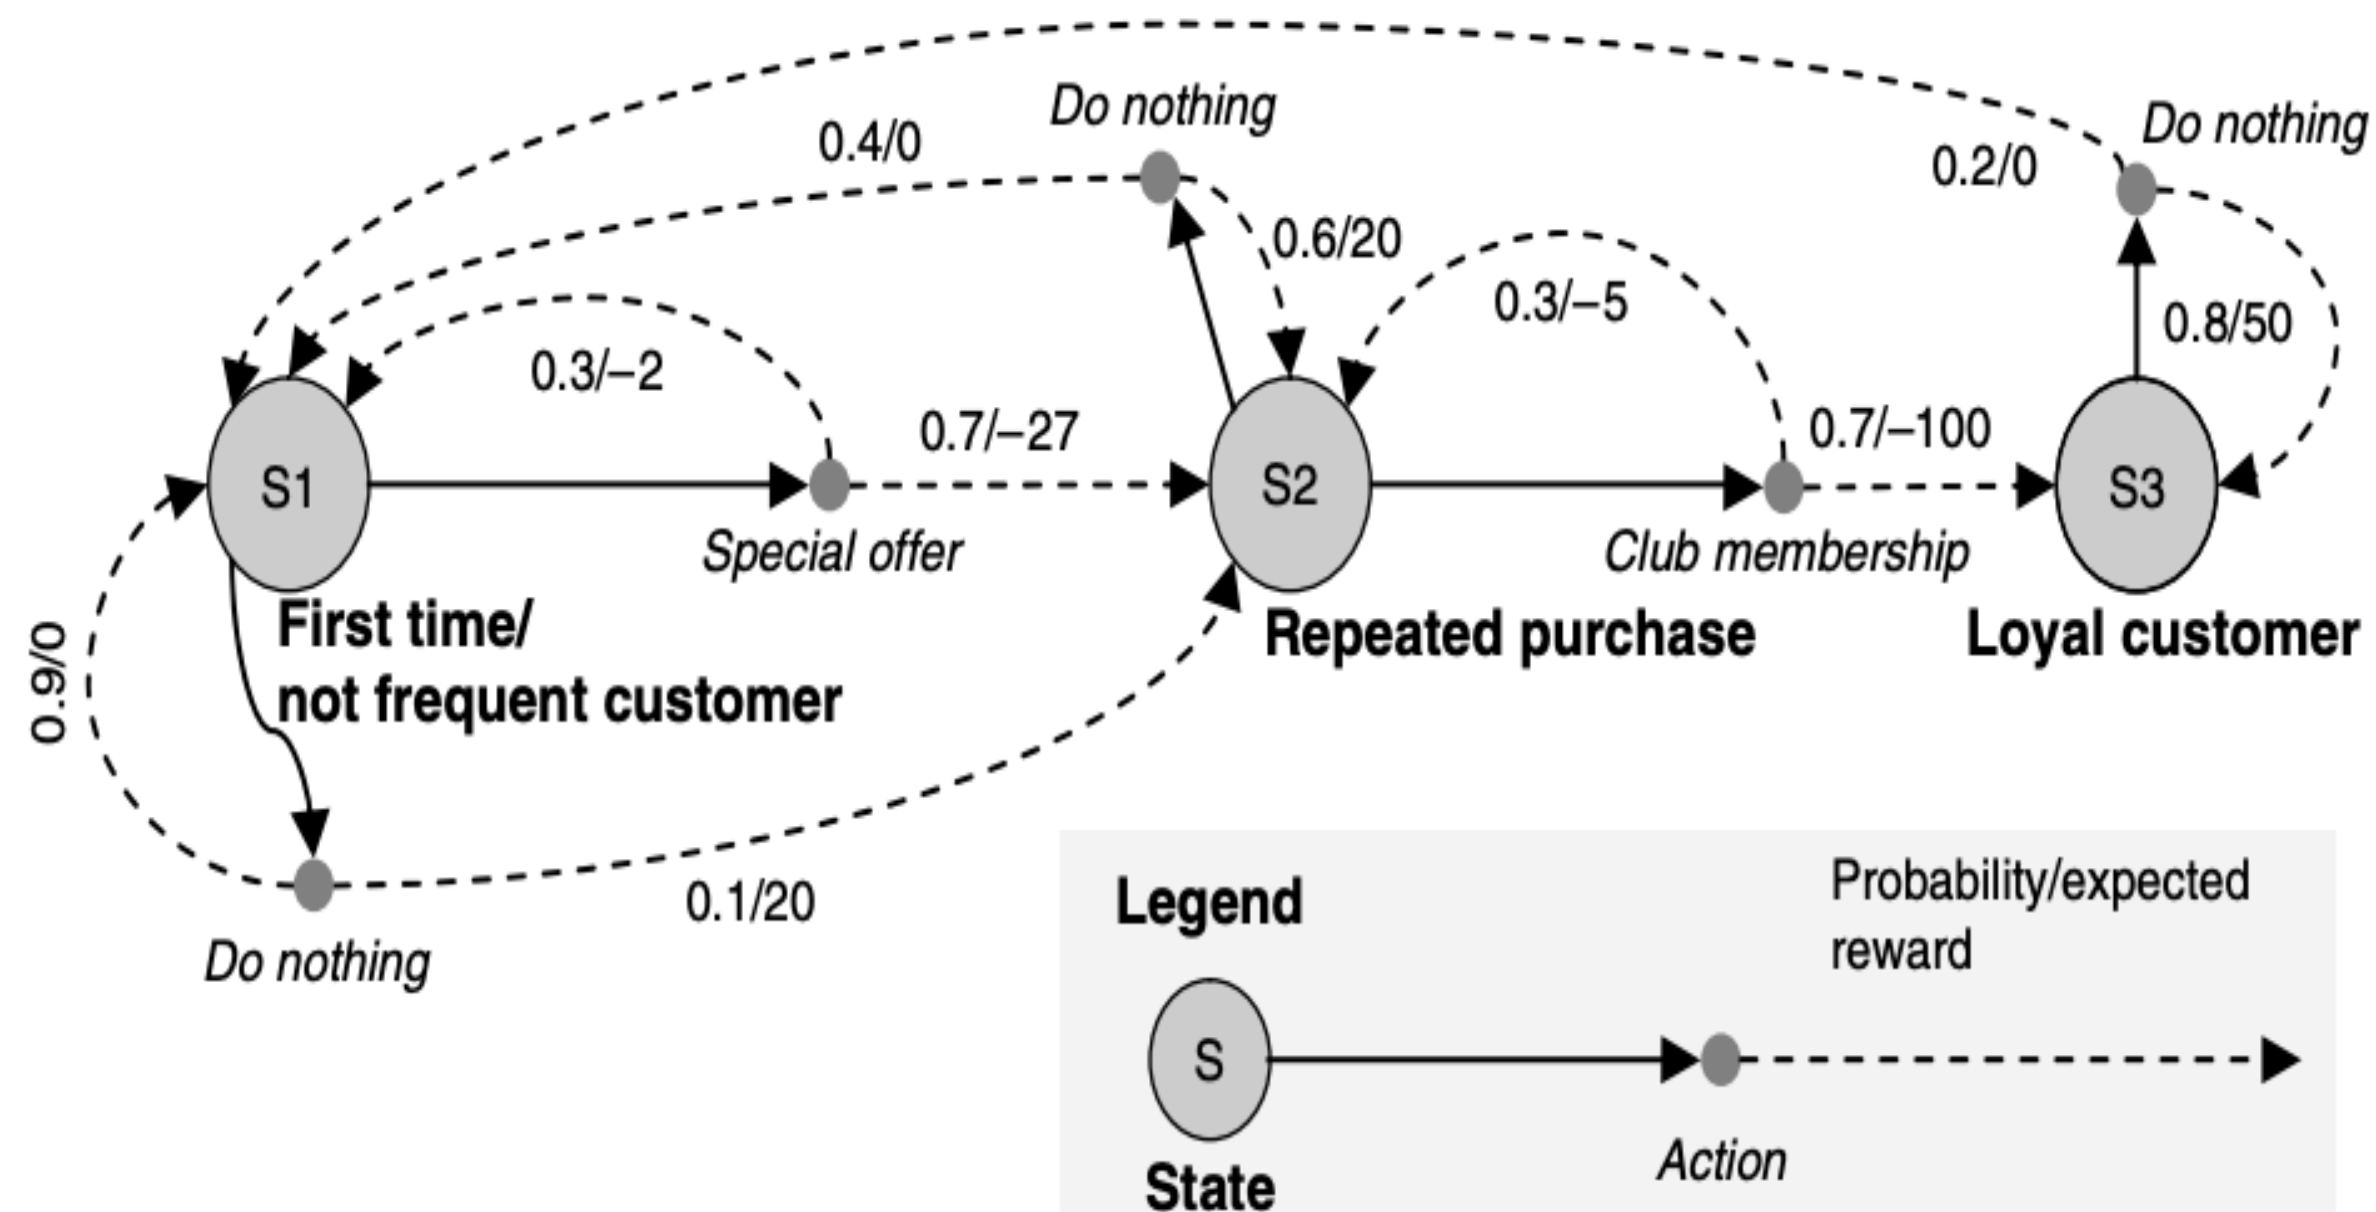 Do nothing
Do nothing
0.4/0
0.2/0
0.6/20
0.3/–5
0.8/50
0.3/–2
0.7/–27
0.7/–100
S1
S2
S3
Special offer
Club membership
First time/
not frequent customer
Repeated purchase
Loyal customer
0.9/0
0.1/20
Do nothing
Legend
Probability/expected
reward
S
Action
State